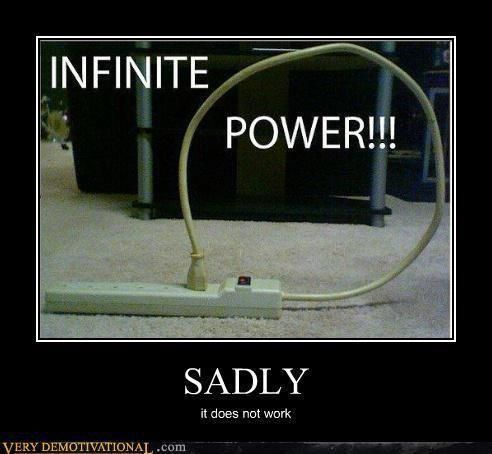 INFINITE
POWER!!!
SADLY
it does not work
VERY DEMOTIVATIONAL.com